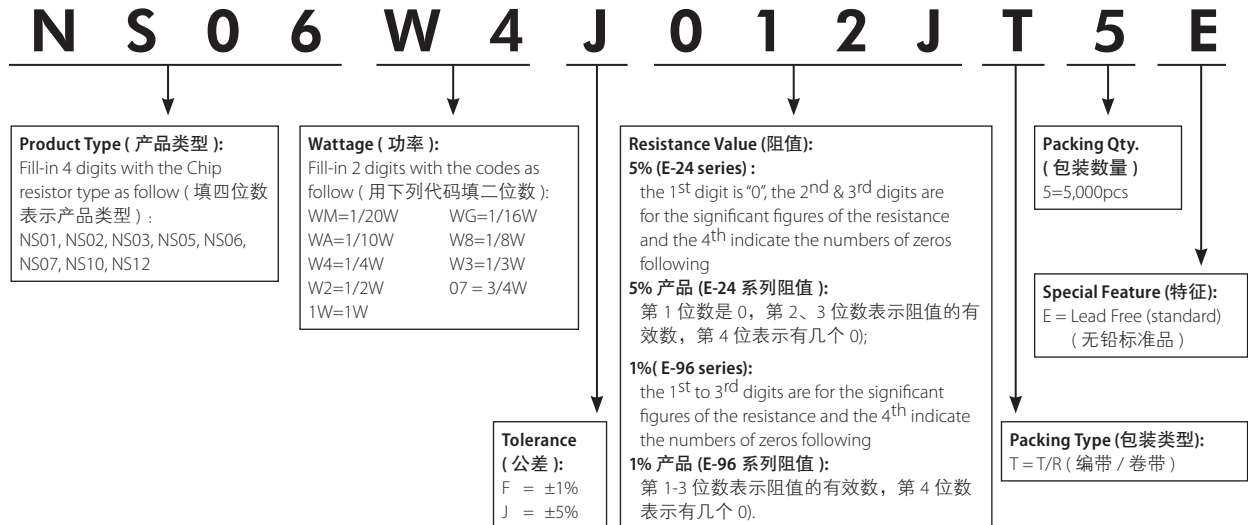 N S 0 6 W 4 J 0 1 2 J T 5 E
Product Type ( 产品类型 ):
Fill-in 4 digits with the Chip
resistor type as follow ( 填四位数
表示产品类型 ) :
NS01, NS02, NS03, NS05, NS06,
NS07, NS10, NS12
Wattage ( 功率 ):
Fill-in 2 digits with the codes as
follow ( 用下列代码填二位数 ):
WM=1/20W WG=1/16W
WA=1/10W W8=1/8W
W4=1/4W W3=1/3W
W2=1/2W 07 = 3/4W
1W=1W
Tolerance
( 公差 ):
F = ±1%
J = ±5%
Resistance Value (阻值):
5% (E-24 series) :
the 1st digit is "0", the 2nd & 3rd digits are
for the significant figures of the resistance
and the 4th indicate the numbers of zeros
following
5% 产品 (E-24 系列阻值 ):
第 1 位数是 0，第 2、3 位数表示阻值的有
效数，第 4 位表示有几个 0);
1%( E-96 series):
the 1st to 3rd digits are for the significant
figures of the resistance and the 4th indicate
the numbers of zeros following
1% 产品 (E-96 系列阻值 ):
第 1-3 位数表示阻值的有效数，第 4 位数
表示有几个 0).
Packing Qty.
( 包装数量 )
5=5,000pcs
Special Feature (特征):
E = Lead Free (standard)
( 无铅标准品 )
Packing Type (包装类型):
T = T/R ( 编带 / 卷带 )